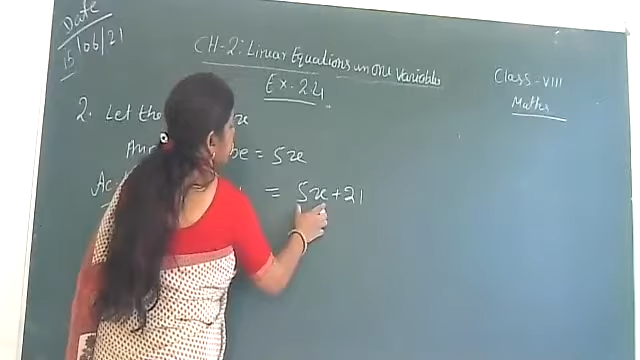 Date
15/06/21
CH-2: Linear Equations in one Variable
Class-VIII
Maths
Ex-2.4
2. Let the x
be = 5x
= 5x+21